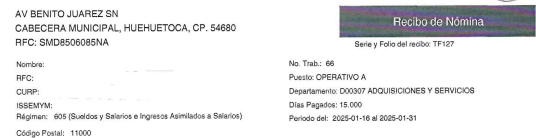 AV BENITO JUAREZ SN
CABECERA MUNICIPAL, HUEHUETOCA, CP. 54680
RFC: SMD8506085NA
Recibo de Nómina
Serie y Folio del recibo: TF127
Nombre:
RFC:
CURP:
ISSEMYM:
Régimen: 605 (Sueldos y Salarios e Ingresos Asimilados a Salarios)
Código Postal: 11000
No. Trab.: 66
Puesto: OPERATIVO A
Departamento: D00307 ADQUISICIONES Y SERVICIOS
Días Pagados: 15.000
Periodo del: 2025-01-16 al 2025-01-31